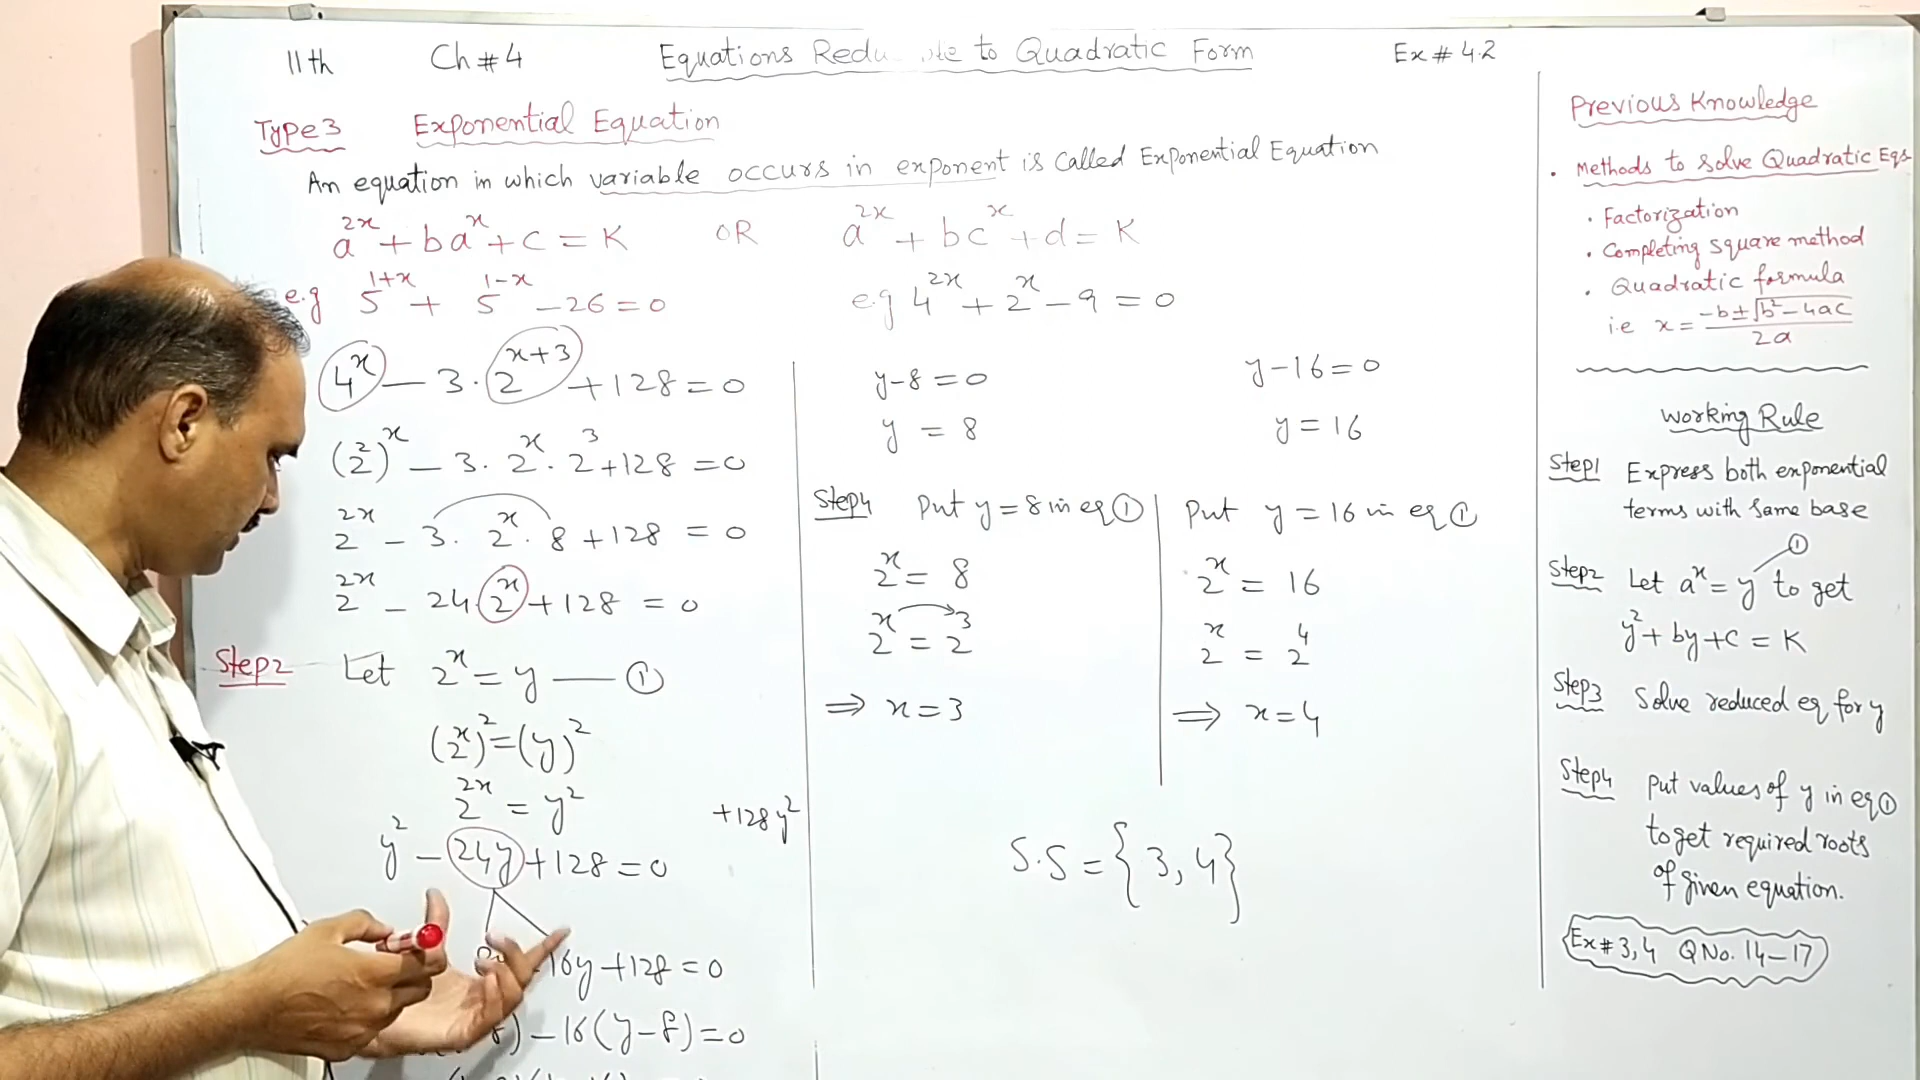 11th Ch # 4 Equations Redu ble to Quadratic Form Ex # 4.2
Type 3 Exponential Equation
An equation in which variable occurs in exponent is called Exponential Equation
a^{2x} + ba^x + c = K OR a^{2x} + bc^x + d = K
e.g 5^{1+x} + 5^{1-x} - 26 = 0 e.g 4^{2x} + 2^x - 9 = 0
4^x - 3 · 2^{x+3} + 128 = 0
(2^2)^x - 3 · 2^x · 2^3 + 128 = 0
2^{2x} - 3 · 2^x · 8 + 128 = 0
2^{2x} - 24 · 2^x + 128 = 0
Step2 Let 2^x = y —— ①
(2^x)^2 = (y)^2
2^{2x} = y^2
+128y^2
y^2 - 24y + 128 = 0
- 16y + 128 = 0
8) - 16(y - 8) = 0
y - 8 = 0
y = 8
y - 16 = 0
y = 16
Step4 Put y = 8 in eq ①
2^x = 8
2^x = 2^3
⇒ x = 3
Put y = 16 in eq ①
2^x = 16
2^x = 2^4
⇒ x = 4
S.S = {3, 4}
Previous Knowledge
· Methods to solve Quadratic Eqs
· Factorization
· Completing square method
· Quadratic formula
i.e x = \frac{-b ± \sqrt{b^2 - 4ac}}{2a}
Working Rule
Step1 Express both exponential
terms with same base
①
Step2 Let a^x = y to get
y^2 + by + c = K
Step3 Solve reduced eq for y
Step4 Put values of y in eq ①
to get required roots
of given equation.
Ex # 3,4 Q No. 14-17